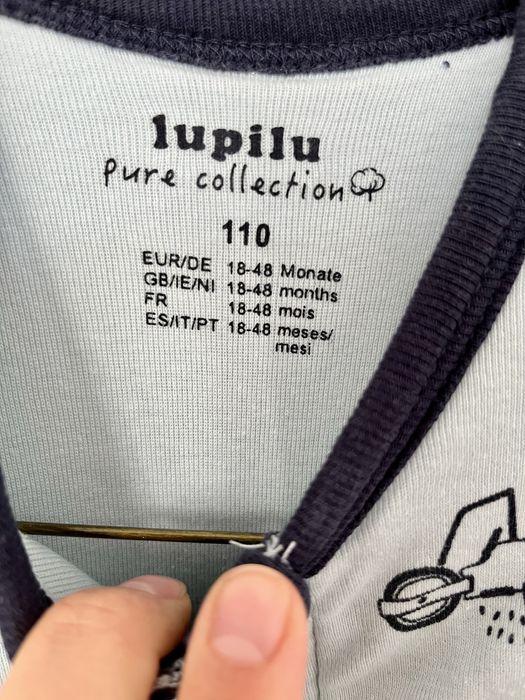 lupilu
pure collection
110
EUR/DE 18-48 Monate
GB/IE/NI 18-48 months
FR 18-48 mois
ES/IT/PT 18-48 meses/
mesi